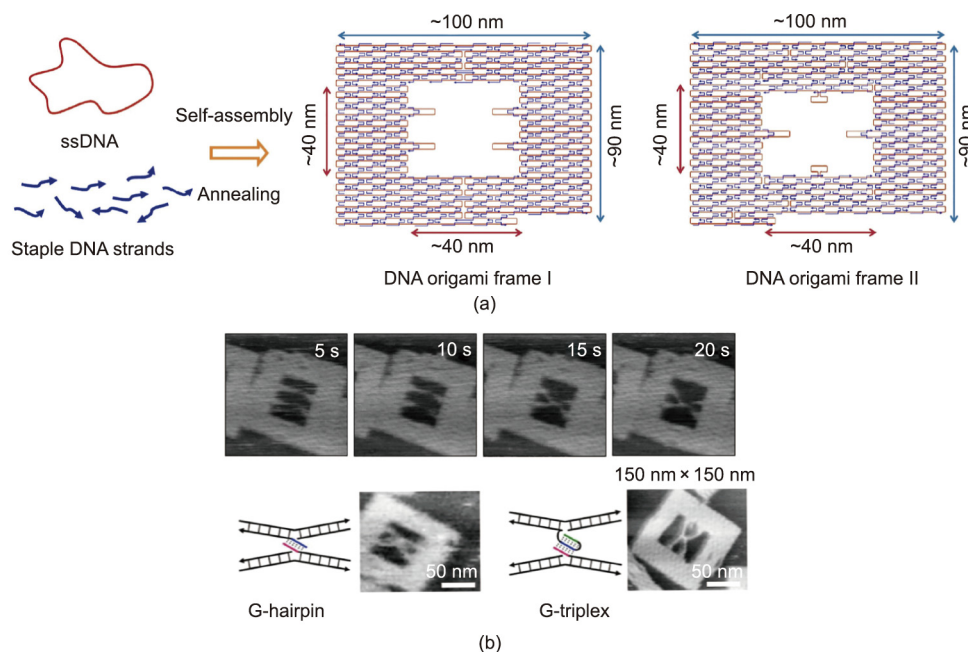 ~100 nm
~100 nm
ssDNA
Self-assembly
Annealing
Staple DNA strands
~40 nm
~90 nm
~40 nm
~90 nm
~40 nm
~40 nm
DNA origami frame I
DNA origami frame II
(a)
5 s
10 s
15 s
20 s
150 nm × 150 nm
50 nm
50 nm
G-hairpin
G-triplex
(b)